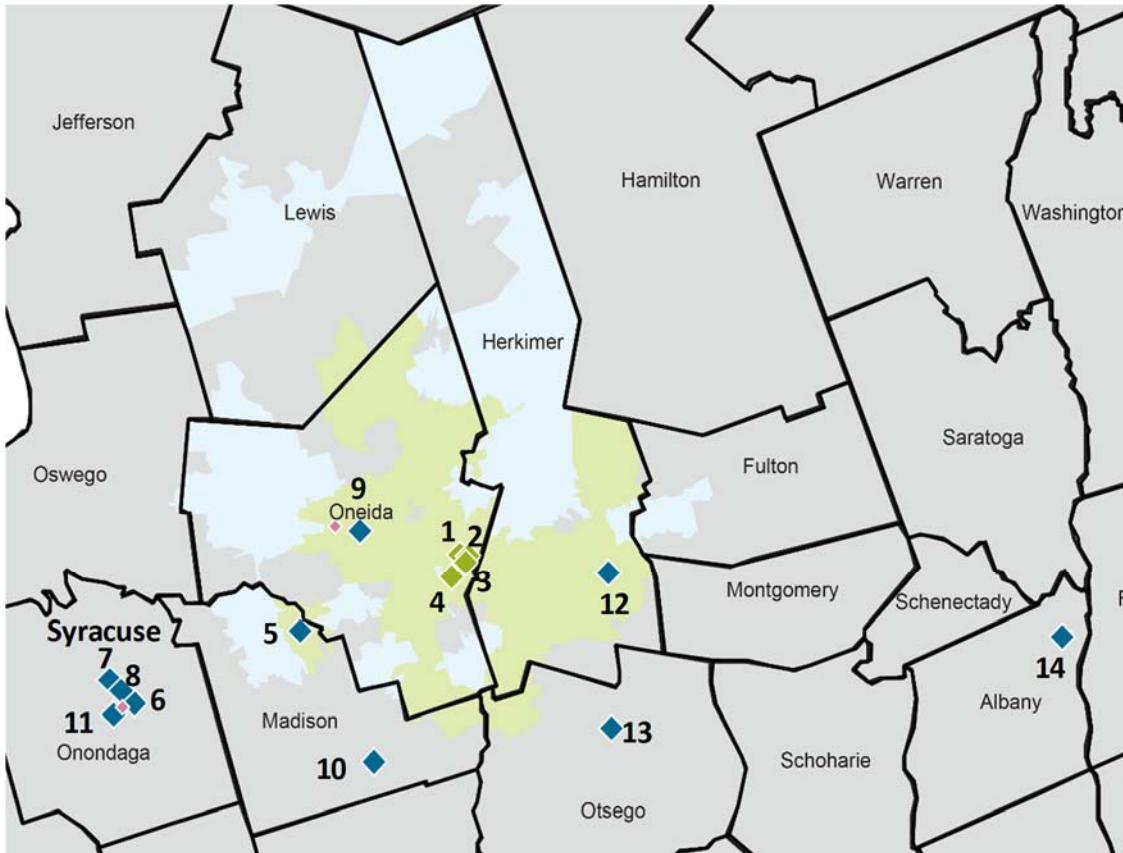 Jefferson
Hamilton
Warren
Lewis
Washington
Herkimer
Saratoga
Fulton
Oswego
9
Oneida
1 2
3
4
Montgomery
12
Schenectady
Syracuse
5
7
8
6
14
11
Madison
Albany
Onondaga
13
10
Schoharie
Otsego